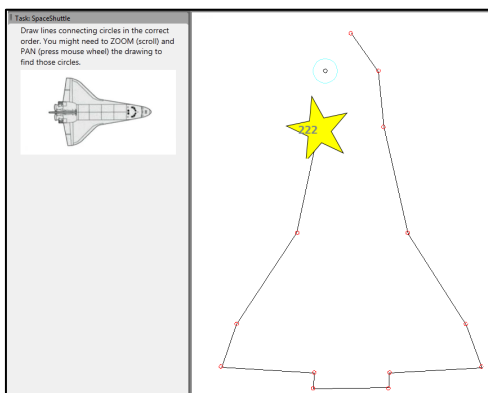 Task: SpaceShuttle
Draw lines connecting circles in the correct
order. You might need to ZOOM (scroll) and
PAN (press mouse wheel) the drawing to
find those circles.
222